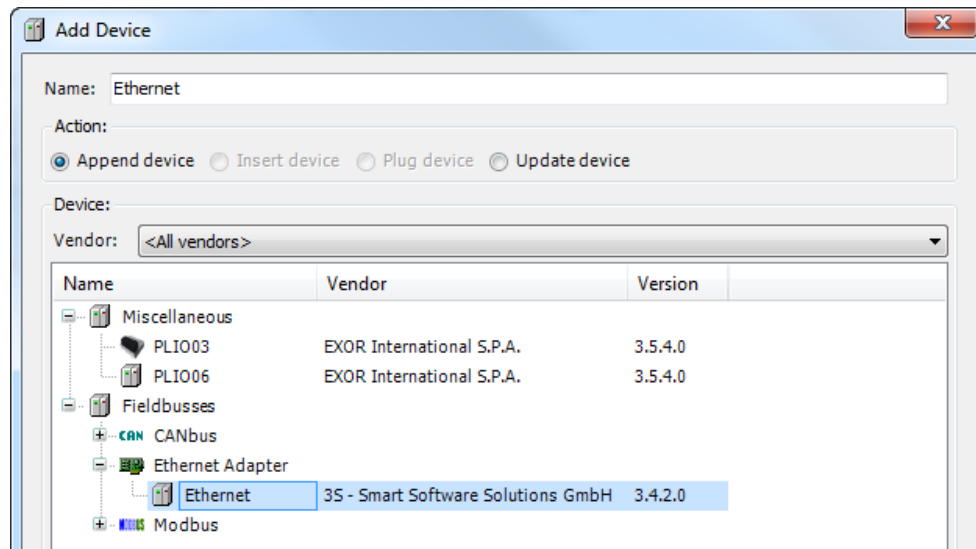 Add Device
Name: Ethernet
Action:
Append device Insert device Plug device Update device
Device:
Vendor: <All vendors>
Name Vendor Version
Miscellaneous
PLIO03 EXOR International S.P.A. 3.5.4.0
PLIO06 EXOR International S.P.A. 3.5.4.0
Fieldbusses
CAN CANbus
Ethernet Adapter
Ethernet 3S - Smart Software Solutions GmbH 3.4.2.0
MODBUS Modbus